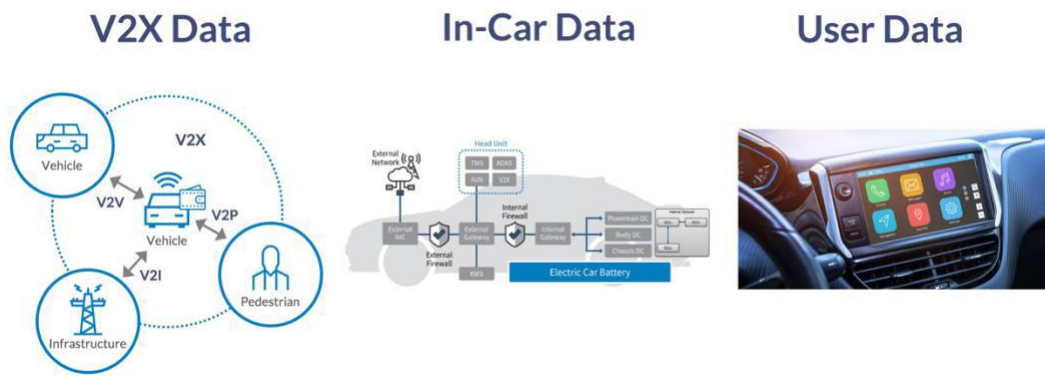 V2X Data
In-Car Data
User Data
V2X
Vehicle
V2V
V2P
Vehicle
V2I
Pedestrian
Infrastructure
External
Network
Head Unit
TMS
ADAS
AVN
V2X
External
NIC
External
Firewall
External
Gateway
Internal
Firewall
Internal
Gateway
KMS
Powertrain DC
Body DC
Chassis DC
Internal Network
Electric Car Battery